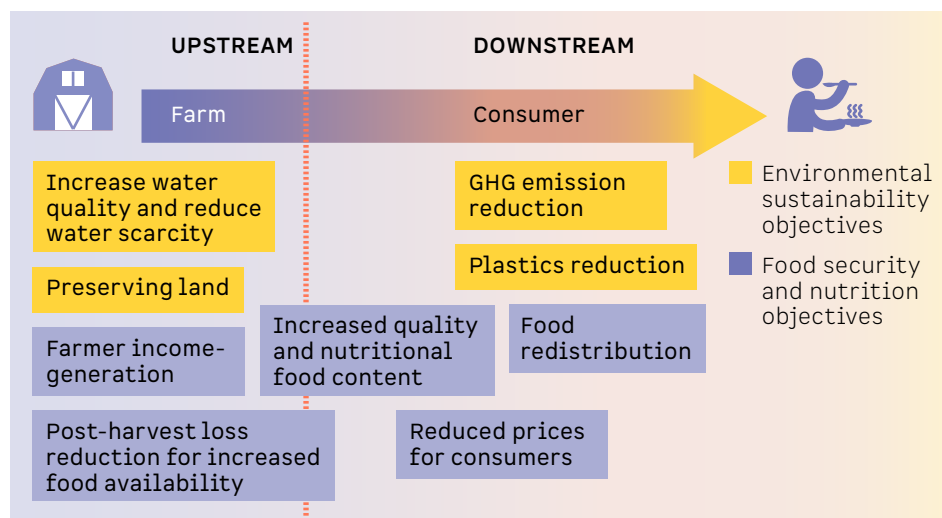 UPSTREAM
DOWNSTREAM
Farm
Consumer
Increase water
quality and reduce
water scarcity
GHG emission
reduction
Environmental
sustainability
objectives
Preserving land
Plastics reduction
Food security
and nutrition
objectives
Farmer income-
generation
Increased quality
and nutritional
food content
Food
redistribution
Post-harvest loss
reduction for increased
food availability
Reduced prices
for consumers